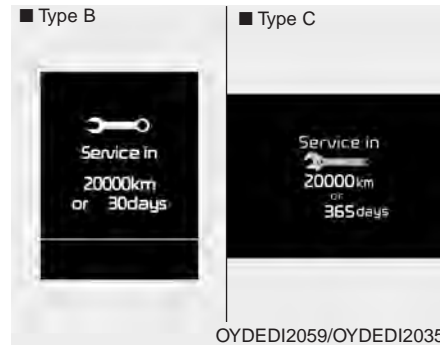 ■ Type B
Service in
20000km
or 30days
■ Type C
Service in
20000km
or
365days
OYDEDI2059/OYDEDI2035